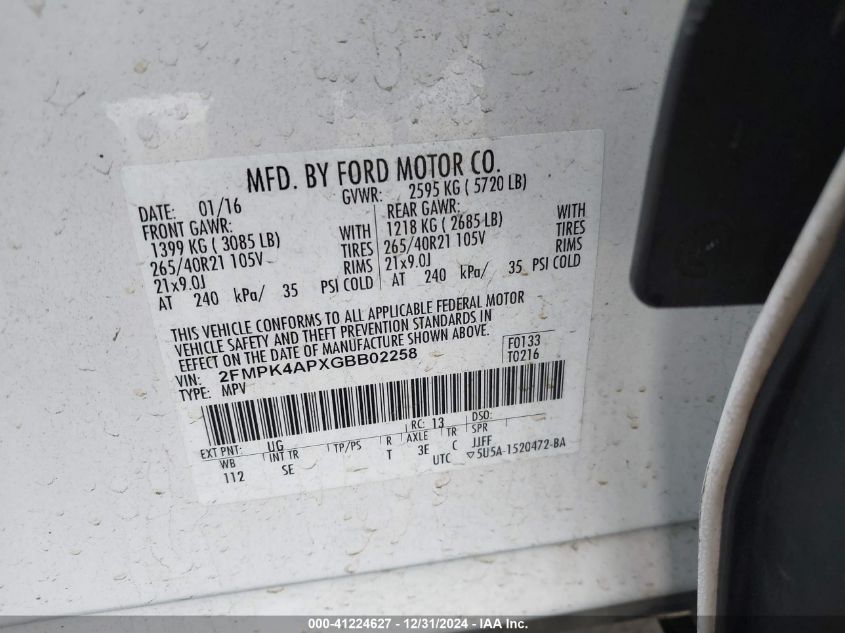 MFD. BY FORD MOTOR CO.
DATE: 01/16 GVWR: 2595 KG ( 5720 LB)
FRONT GAWR: REAR GAWR:
1399 KG ( 3085 LB) WITH 1218 KG ( 2685 LB) WITH
265/40R21 105V TIRES 265/40R21 105V TIRES
21x9.0J RIMS 21x9.0J RIMS
AT 240 kPa/ 35 PSI COLD AT 240 kPa/ 35 PSI COLD
THIS VEHICLE CONFORMS TO ALL APPLICABLE FEDERAL MOTOR
VEHICLE SAFETY AND THEFT PREVENTION STANDARDS IN
EFFECT ON THE DATE OF MANUFACTURE SHOWN ABOVE.
VIN: 2FMPK4APXGBB02258 F0133
TYPE: MPV T0216
RC: 13 DSO:
EXT PNT: UG
WB INT TR TP/PS R AXLE TR SPR
112 SE T 3E C JJFF
UTC ▽5U5A-1520472-BA
000-41224627 - 12/31/2024 - IAA Inc.